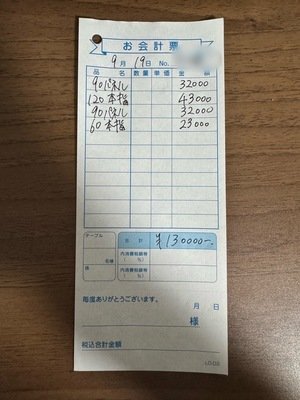 お会計票
9月19日 No.
品名 数量 単価 金額
90パネル 32000
120本指 43000
90パネル 32000
60本指 23000
テーブル 名様 係
合計 ¥130000-
内消費税額等 (%)
内消費税額等 (%)
毎度ありがとうございます。
月 日
様
税込合計金額